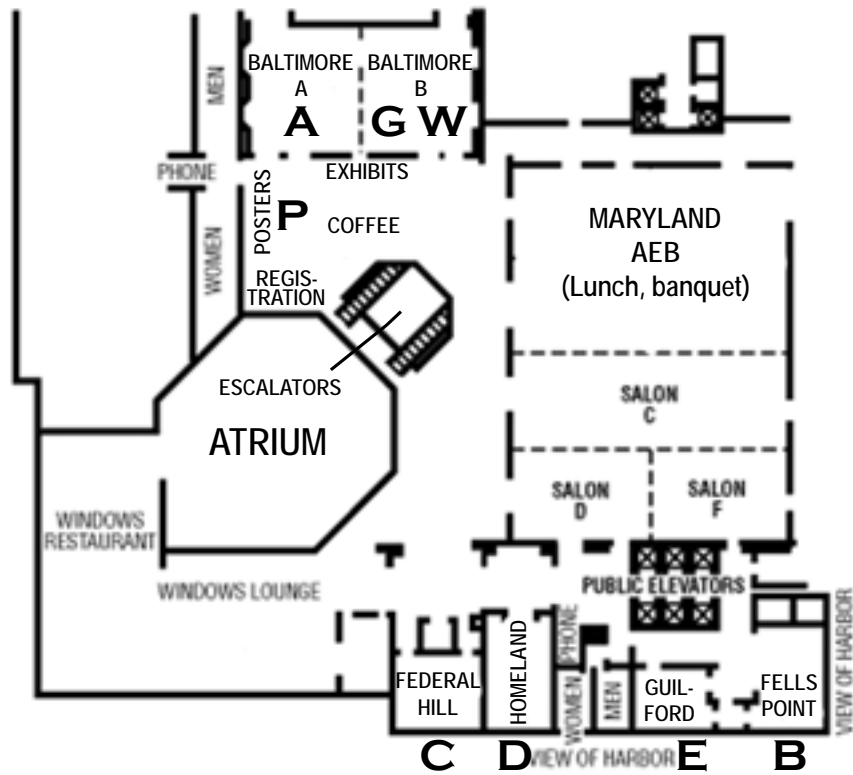 BALTIMORE
A
BALTIMORE
B
A
G W
MEN
PHONE
EXHIBITS
POSTERS
P
COFFEE
WOMEN
REGIS-
TRATION
MARYLAND
AEB
(Lunch, banquet)
ESCALATORS
ATRIUM
SALON
C
SALON
D
SALON
F
WINDOWS
RESTAURANT
WINDOWS LOUNGE
PUBLIC ELEVATORS
FEDERAL
HILL
HOMELAND
PHONE
WOMEN
MEN
GUIL-
FORD
FELLS
POINT
VIEW OF HARBOR
C
D
VIEW OF HARBOR
E
B